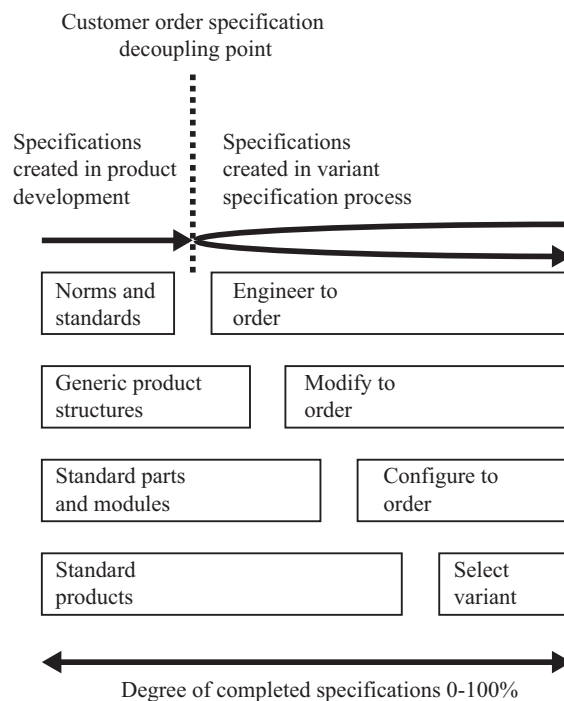 Customer order specification
decoupling point
Specifications
created in product
development
Specifications
created in variant
specification process
Norms and
standards
Engineer to
order
Generic product
structures
Modify to
order
Standard parts
and modules
Configure to
order
Standard
products
Select
variant
Degree of completed specifications 0-100%